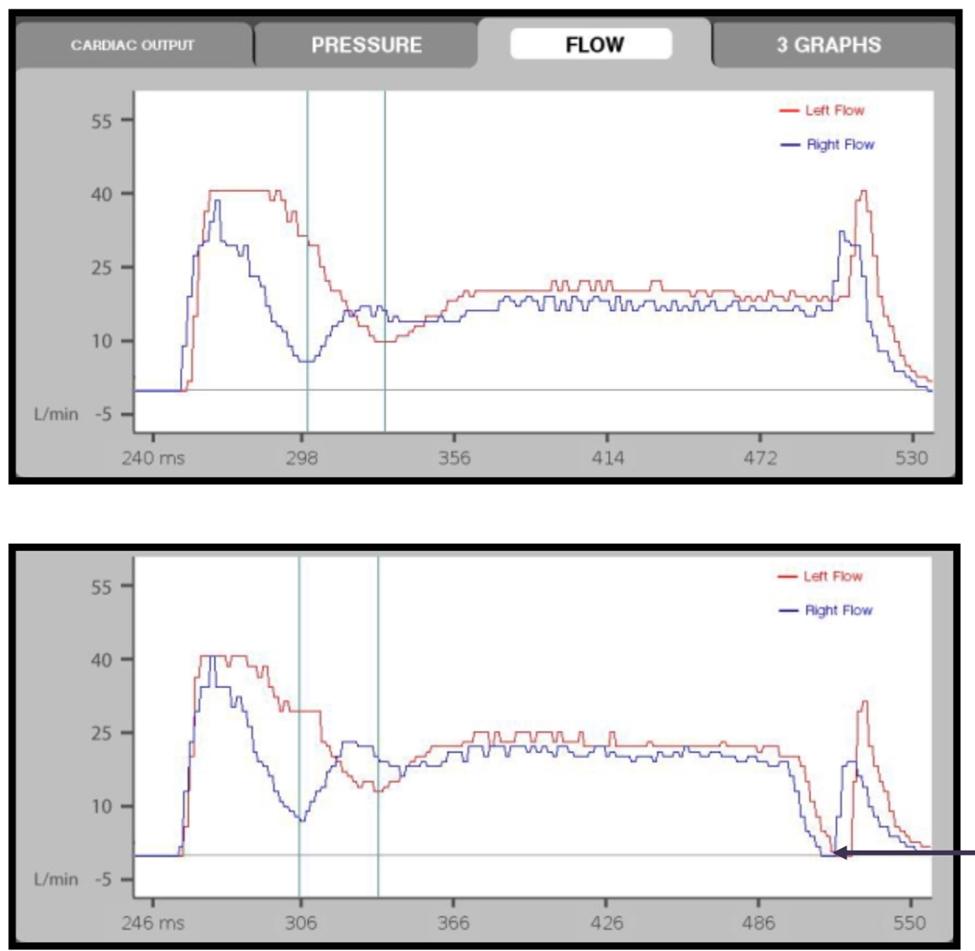 CARDIAC OUTPUT PRESSURE FLOW 3 GRAPHS
55
Left Flow
Right Flow
40
25
10
L/min -5
240 ms 298 356 414 472 530
55
Left Flow
Right Flow
40
25
10
L/min -5
246 ms 306 366 426 486 550